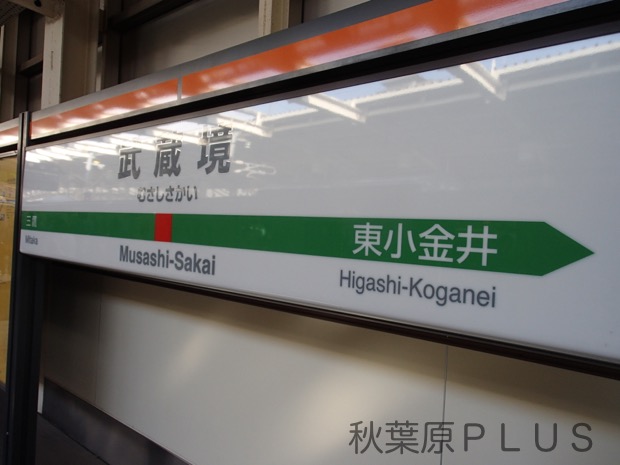 武蔵境
むさしさかい
三鷹
東小金井
Mitaka
Musashi-Sakai
Higashi-Koganei
秋葉原ＰＬＵＳ